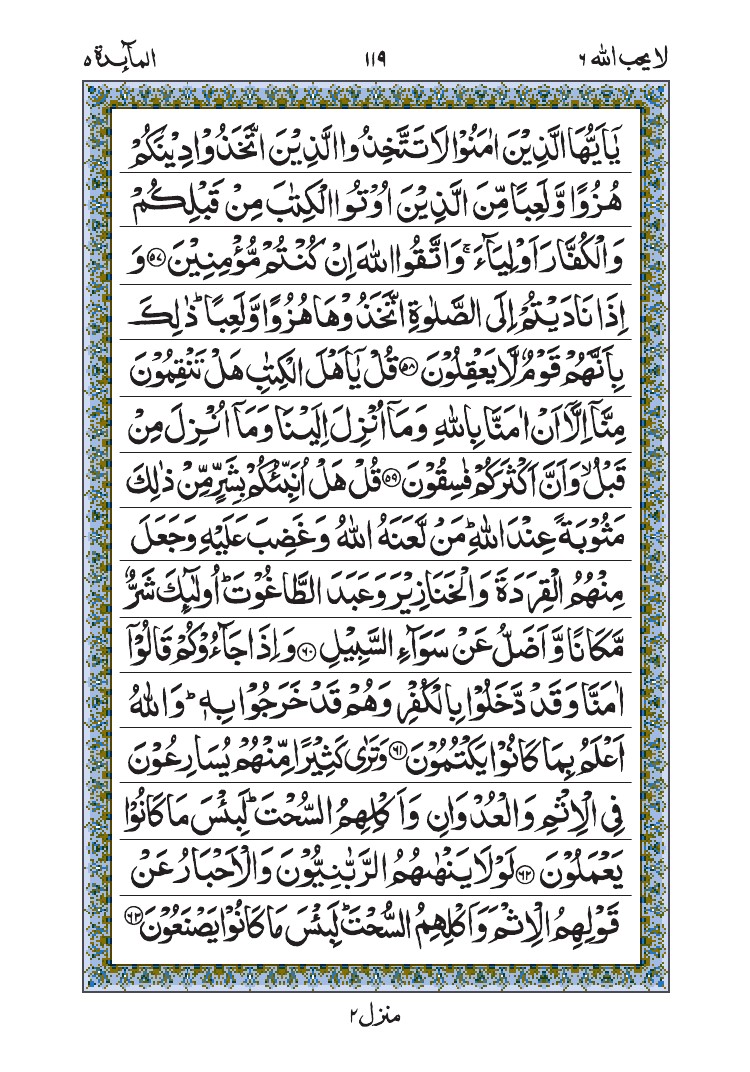 لا يحب الله ٦ ١١٩ المآئدة ٥
يٰۤاَيُّهَا الَّذِيْنَ اٰمَنُوْا لَا تَتَّخِذُوا الَّذِيْنَ اتَّخَذُوْا دِيْنَكُمْ
هُزُوًا وَّ لَعِبًا مِّنَ الَّذِيْنَ اُوْتُوا الْكِتٰبَ مِنْ قَبْلِكُمْ
وَالْكُفَّارَ اَوْلِيَآءَ ۚ وَاتَّقُوا اللّٰهَ اِنْ كُنْتُمْ مُّؤْمِنِيْنَ ﴿٥٧﴾ وَ
اِذَا نَادَيْتُمْ اِلَى الصَّلٰوةِ اتَّخَذُوْهَا هُزُوًا وَّ لَعِبًا ؕ ذٰلِكَ
بِاَنَّهُمْ قَوْمٌ لَّا يَعْقِلُوْنَ ﴿٥٨﴾ قُلْ يٰۤاَهْلَ الْكِتٰبِ هَلْ تَنْقِمُوْنَ
مِنَّاۤ اِلَّاۤ اَنْ اٰمَنَّا بِاللّٰهِ وَمَاۤ اُنْزِلَ اِلَيْنَا وَمَاۤ اُنْزِلَ مِنْ
قَبْلُ ۙ وَاَنَّ اَكْثَرَكُمْ فٰسِقُوْنَ ﴿٥٩﴾ قُلْ هَلْ اُنَبِّئُكُمْ بِشَرٍّ مِّنْ ذٰلِكَ
مَثُوْبَةً عِنْدَ اللّٰهِ ؕ مَنْ لَّعَنَهُ اللّٰهُ وَغَضِبَ عَلَيْهِ وَجَعَلَ
مِنْهُمُ الْقِرَدَةَ وَالْخَنَازِيْرَ وَعَبَدَ الطَّاغُوْتَ ؕ اُولٰٓئِكَ شَرٌّ
مَّكَانًا وَّاَضَلُّ عَنْ سَوَآءِ السَّبِيْلِ ﴿٦٠﴾ وَاِذَا جَآءُوْكُمْ قَالُوْۤا
اٰمَنَّا وَقَدْ دَّخَلُوْا بِالْكُفْرِ وَهُمْ قَدْ خَرَجُوْا بِهٖ ؕ وَاللّٰهُ
اَعْلَمُ بِمَا كَانُوْا يَكْتُمُوْنَ ﴿٦١﴾ وَتَرٰى كَثِيْرًا مِّنْهُمْ يُسَارِعُوْنَ
فِى الْاِثْمِ وَالْعُدْوَانِ وَاَكْلِهِمُ السُّحْتَ ؕ لَبِئْسَ مَا كَانُوْا
يَعْمَلُوْنَ ﴿٦٢﴾ لَوْلَا يَنْهٰىهُمُ الرَّبّٰنِيُّوْنَ وَالْاَحْبَارُ عَنْ
قَوْلِهِمُ الْاِثْمَ وَاَكْلِهِمُ السُّحْتَ ؕ لَبِئْسَ مَا كَانُوْا يَصْنَعُوْنَ ﴿٦٣﴾
منزل ٢